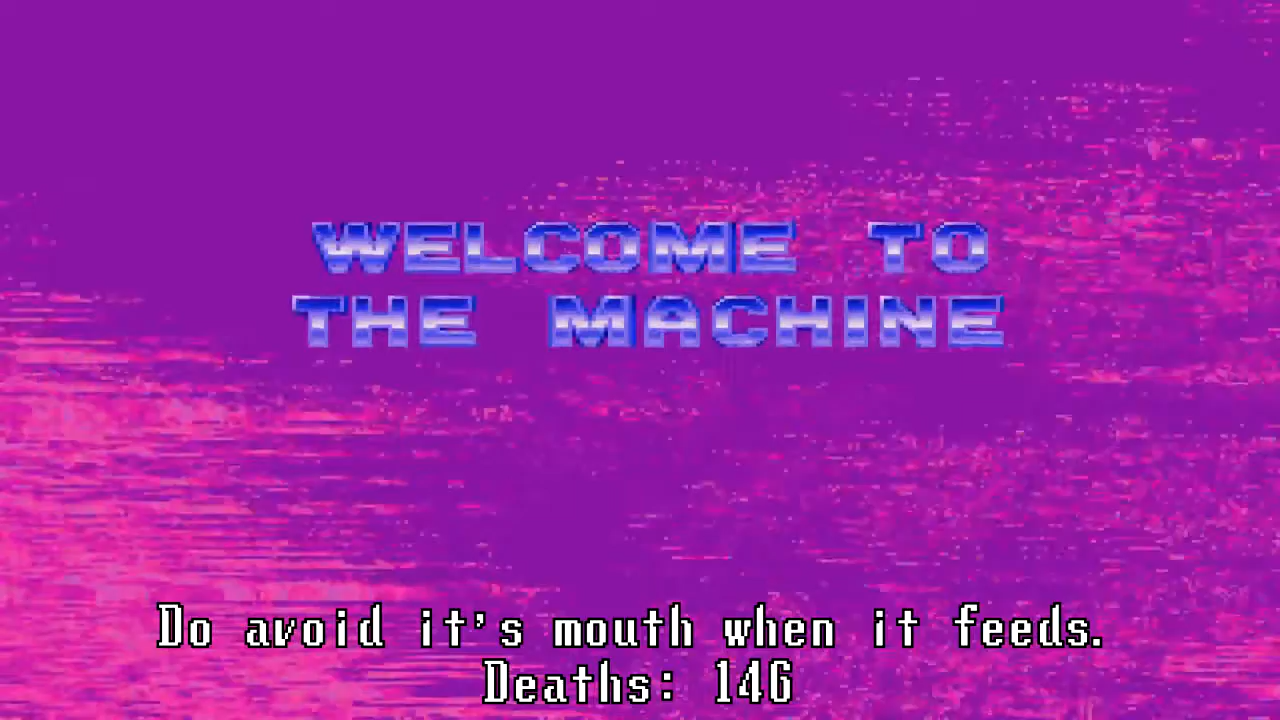 WELCOME TO
THE MACHINE
Do avoid it's mouth when it feeds.
Deaths: 146